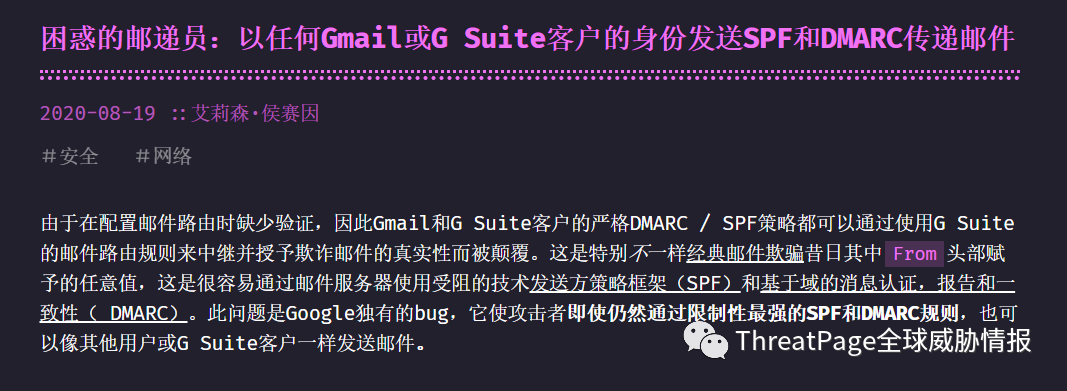 困惑的邮递员：以任何Gmail或G Suite客户的身份发送SPF和DMARC传递邮件
2020-08-19 ::艾莉森·侯赛因
#安全 #网络
由于在配置邮件路由时缺少验证，因此Gmail和G Suite客户的严格DMARC / SPF策略都可以通过使用G Suite
的邮件路由规则来中继并授予欺诈邮件的真实性而被颠覆。这是特别不一样经典邮件欺骗昔日其中 From 头部赋
予的任意值，这是很容易通过邮件服务器使用受阻的技术发送方策略框架（SPF）和基于域的消息认证，报告和一
致性（ DMARC）。此问题是Google独有的bug，它使攻击者即使仍然通过限制性最强的SPF和DMARC规则，也可
以像其他用户或G Suite客户一样发送邮件。
ThreatPage全球威胁情报